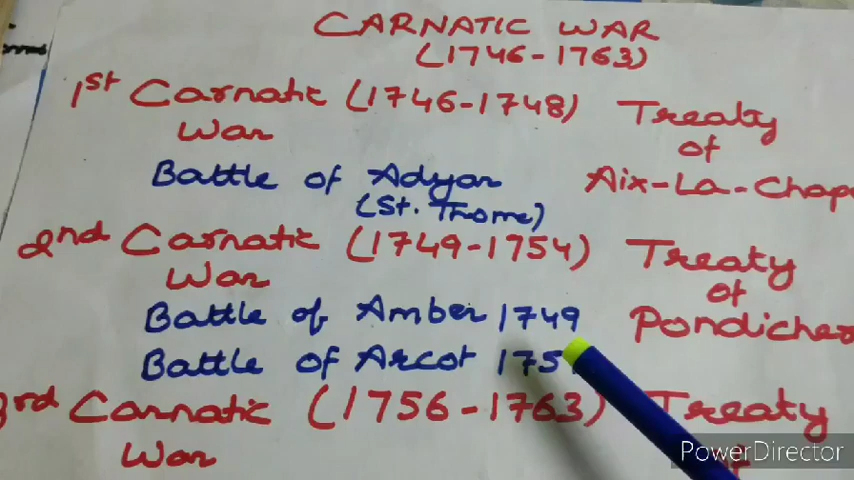 CARNATIC WAR
(1746-1763)
1st Carnatic (1746-1748) Treaty
War of
Battle of Adyar Aix-La-Chape
(St. Thome)
2nd Carnatic (1749-1754) Treaty
War of
Battle of Amber 1749 Pondicher
Battle of Arcot 175
3rd Carnatic (1756-1763) Treaty
War
PowerDirector